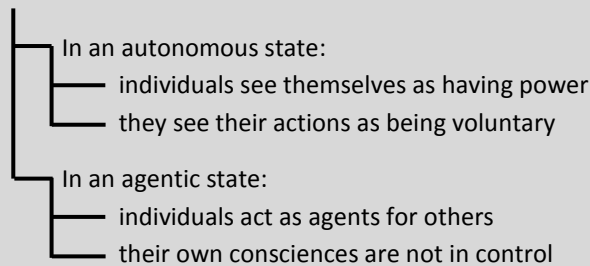 In an autonomous state:
individuals see themselves as having power
they see their actions as being voluntary
In an agentic state:
individuals act as agents for others
their own consciences are not in control